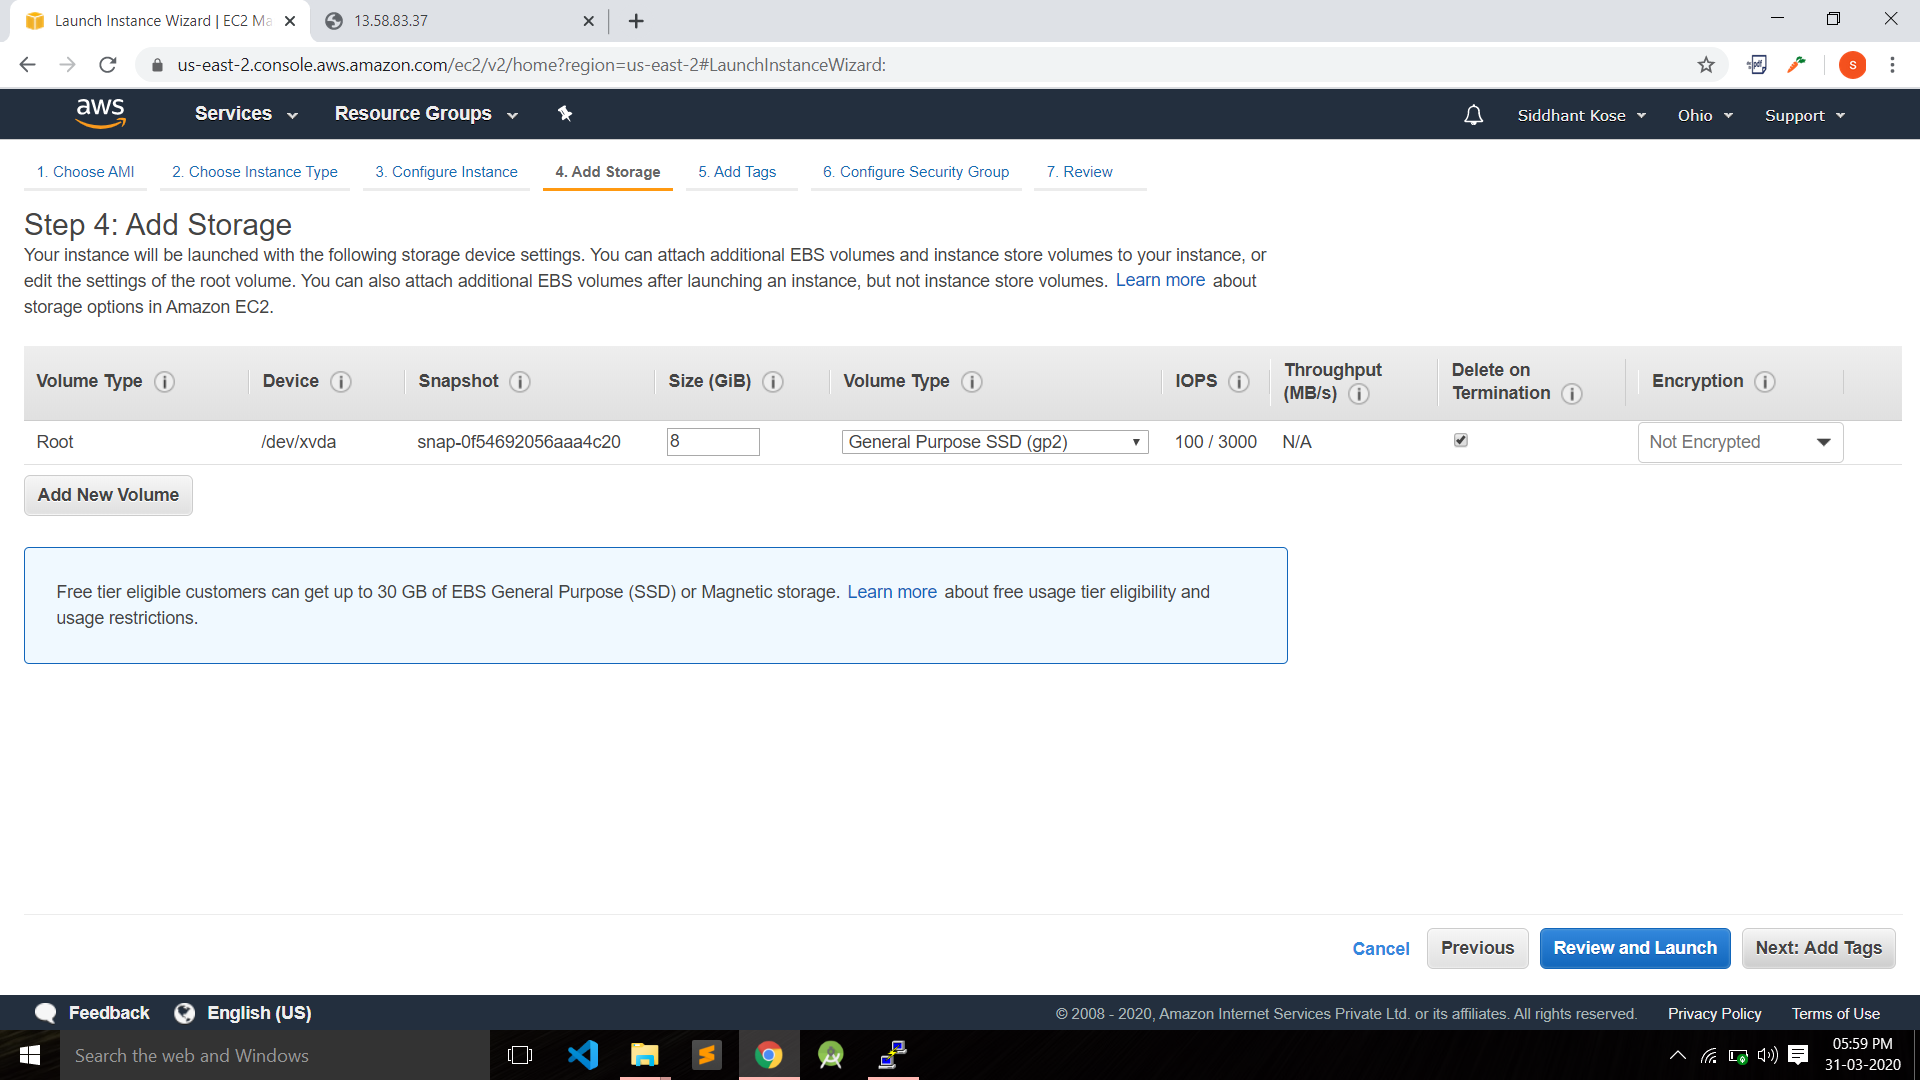 Launch Instance Wizard | EC2 Ma
13.58.83.37
us-east-2.console.aws.amazon.com/ec2/v2/home?region=us-east-2#LaunchInstanceWizard:
pdf
s
aws
Services
Resource Groups
Siddhant Kose
Ohio
Support
1. Choose AMI
2. Choose Instance Type
3. Configure Instance
4. Add Storage
5. Add Tags
6. Configure Security Group
7. Review
Step 4: Add Storage
Your instance will be launched with the following storage device settings. You can attach additional EBS volumes and instance store volumes to your instance, or
edit the settings of the root volume. You can also attach additional EBS volumes after launching an instance, but not instance store volumes. Learn more about
storage options in Amazon EC2.
Volume Type
Device
Snapshot
Size (GiB)
Volume Type
IOPS
Throughput
(MB/s)
Delete on
Termination
Encryption
Root
/dev/xvda
snap-0f54692056aaa4c20
8
General Purpose SSD (gp2)
100 / 3000
N/A
Not Encrypted
Add New Volume
Free tier eligible customers can get up to 30 GB of EBS General Purpose (SSD) or Magnetic storage. Learn more about free usage tier eligibility and
usage restrictions.
Cancel
Previous
Review and Launch
Next: Add Tags
Feedback
English (US)
© 2008 - 2020, Amazon Internet Services Private Ltd. or its affiliates. All rights reserved.
Privacy Policy
Terms of Use
Search the web and Windows
05:59 PM
31-03-2020